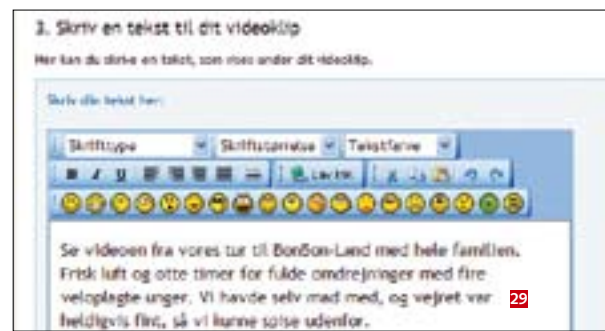 3. Skriv en tekst til dit videoklip
Her kan du skrive en tekst, som vises under dit videoklip.
Skriv din tekst her:
Skrifttype Skriftstørrelse Tekstfarve
B I U Lav link
Se videoen fra vores tur til BonBon-Land med hele familien.
Frisk luft og otte timer for fulde omdrejninger med fire
veloplagte unger. Vi havde selv mad med, og vejret var 29
heldigvis fint, så vi kunne spise udenfor.